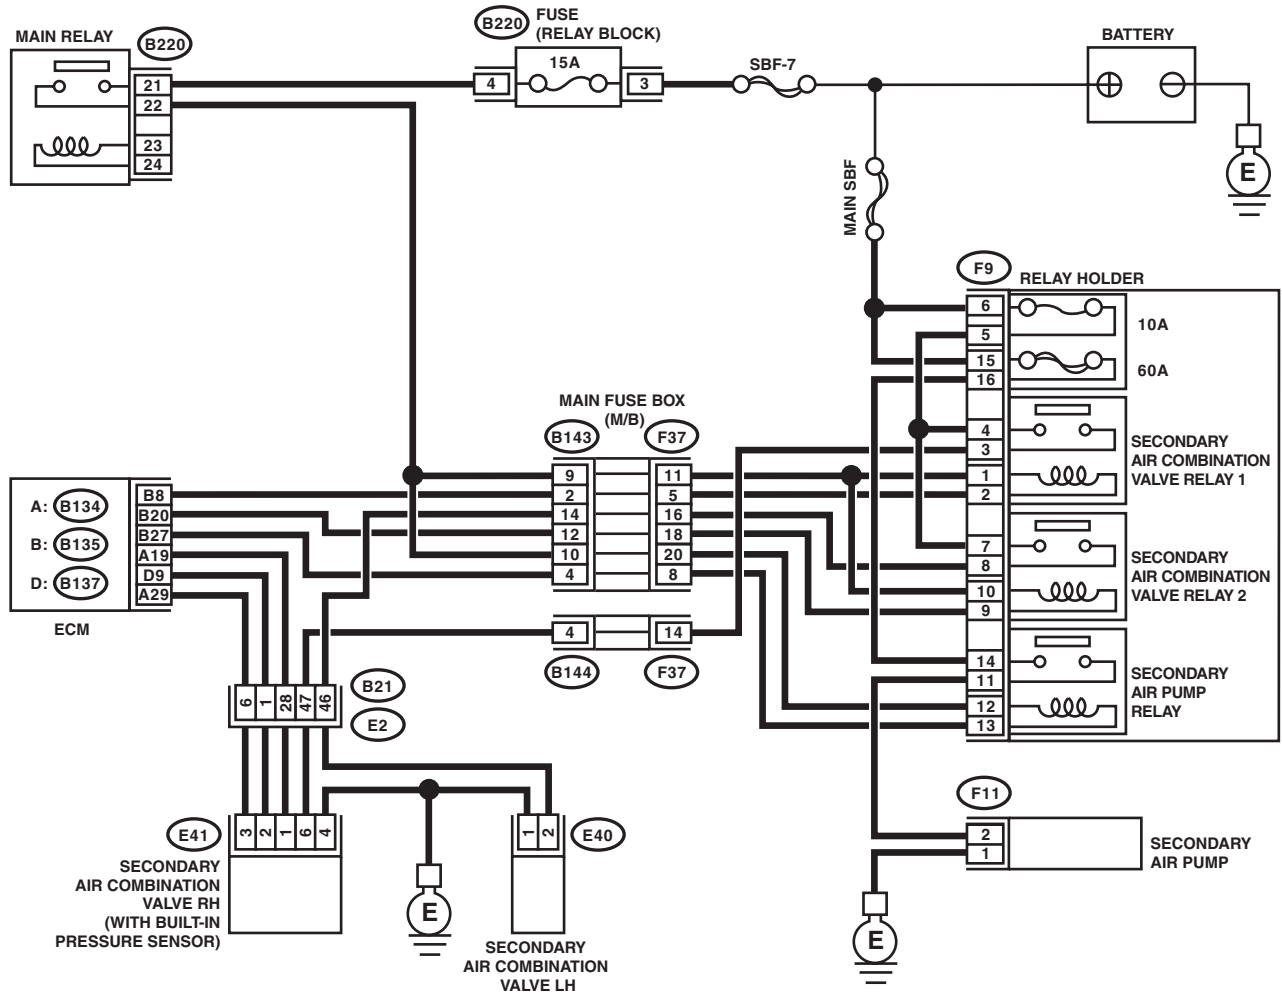 MAIN RELAY
B220
21
22
23
24
B220
FUSE
(RELAY BLOCK)
15A
4
3
SBF-7
BATTERY
E
MAIN SBF
F9
RELAY HOLDER
6
5
15
16
4
3
1
2
7
8
10
9
14
11
12
13
10A
60A
SECONDARY
AIR COMBINATION
VALVE RELAY 1
SECONDARY
AIR COMBINATION
VALVE RELAY 2
SECONDARY
AIR PUMP
RELAY
MAIN FUSE BOX
(M/B)
B143
F37
9
2
14
12
10
4
11
5
16
18
20
8
4
14
B144
F37
A: B134
B: B135
D: B137
ECM
B8
B20
B27
A19
D9
A29
6
1
28
47
46
B21
E2
E41
3
2
1
6
4
SECONDARY
AIR COMBINATION
VALVE RH
(WITH BUILT-IN
PRESSURE SENSOR)
E
1
2
E40
SECONDARY
AIR COMBINATION
VALVE LH
F11
2
1
SECONDARY
AIR PUMP
E